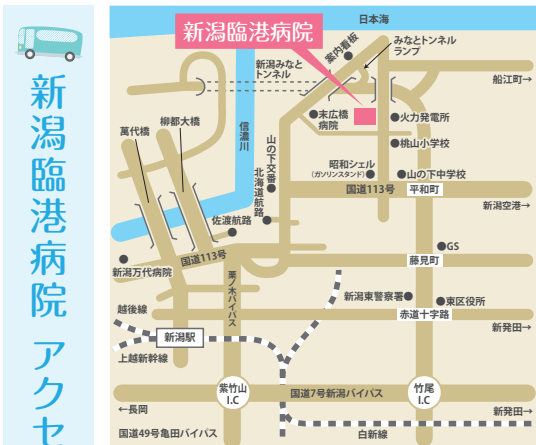 新潟臨港病院 アクセ
日本海
新潟臨港病院
案内看板
みなとトンネル
ランプ
新潟みなと
トンネル
船江町→
末広橋
病院
火力発電所
萬代橋
柳都大橋
信濃川
山の下交番
桃山小学校
昭和シェル
(ガソリンスタンド)
山の下中学校
北海道航路
国道113号
平和町
新潟空港→
佐渡航路
GS
国道113号
藤見町
新潟万代病院
栗ノ木バイパス
新潟東警察署
東区役所
越後線
赤道十字路
新発田→
新潟駅
上越新幹線
紫竹山
I.C
国道7号新潟バイパス
竹尾
I.C
←長岡
新発田→
国道49号亀田バイパス
白新線